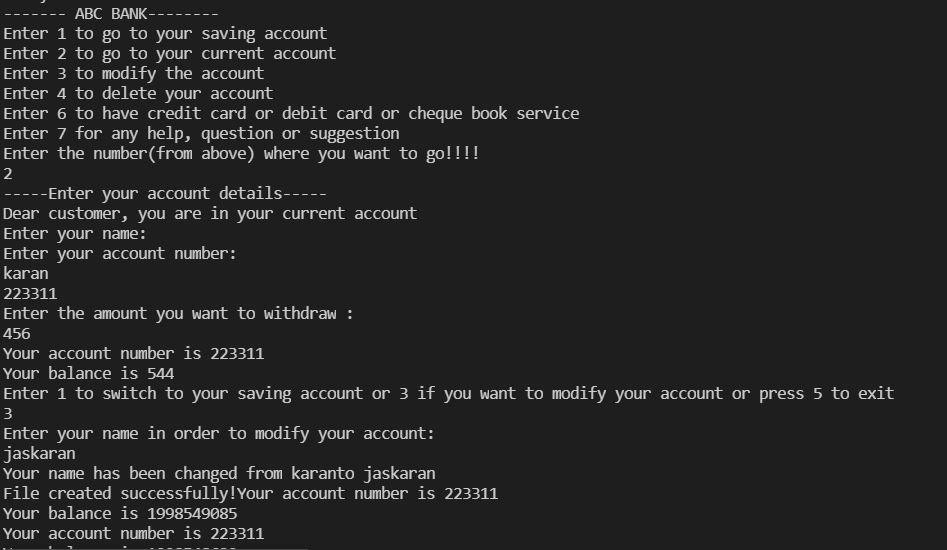 ------- ABC BANK--------
Enter 1 to go to your saving account
Enter 2 to go to your current account
Enter 3 to modify the account
Enter 4 to delete your account
Enter 6 to have credit card or debit card or cheque book service
Enter 7 for any help, question or suggestion
Enter the number(from above) where you want to go!!!!
2
-----Enter your account details-----
Dear customer, you are in your current account
Enter your name:
Enter your account number:
karan
223311
Enter the amount you want to withdraw :
456
Your account number is 223311
Your balance is 544
Enter 1 to switch to your saving account or 3 if you want to modify your account or press 5 to exit
3
Enter your name in order to modify your account:
jaskaran
Your name has been changed from karanto jaskaran
File created successfully!Your account number is 223311
Your balance is 1998549085
Your account number is 223311